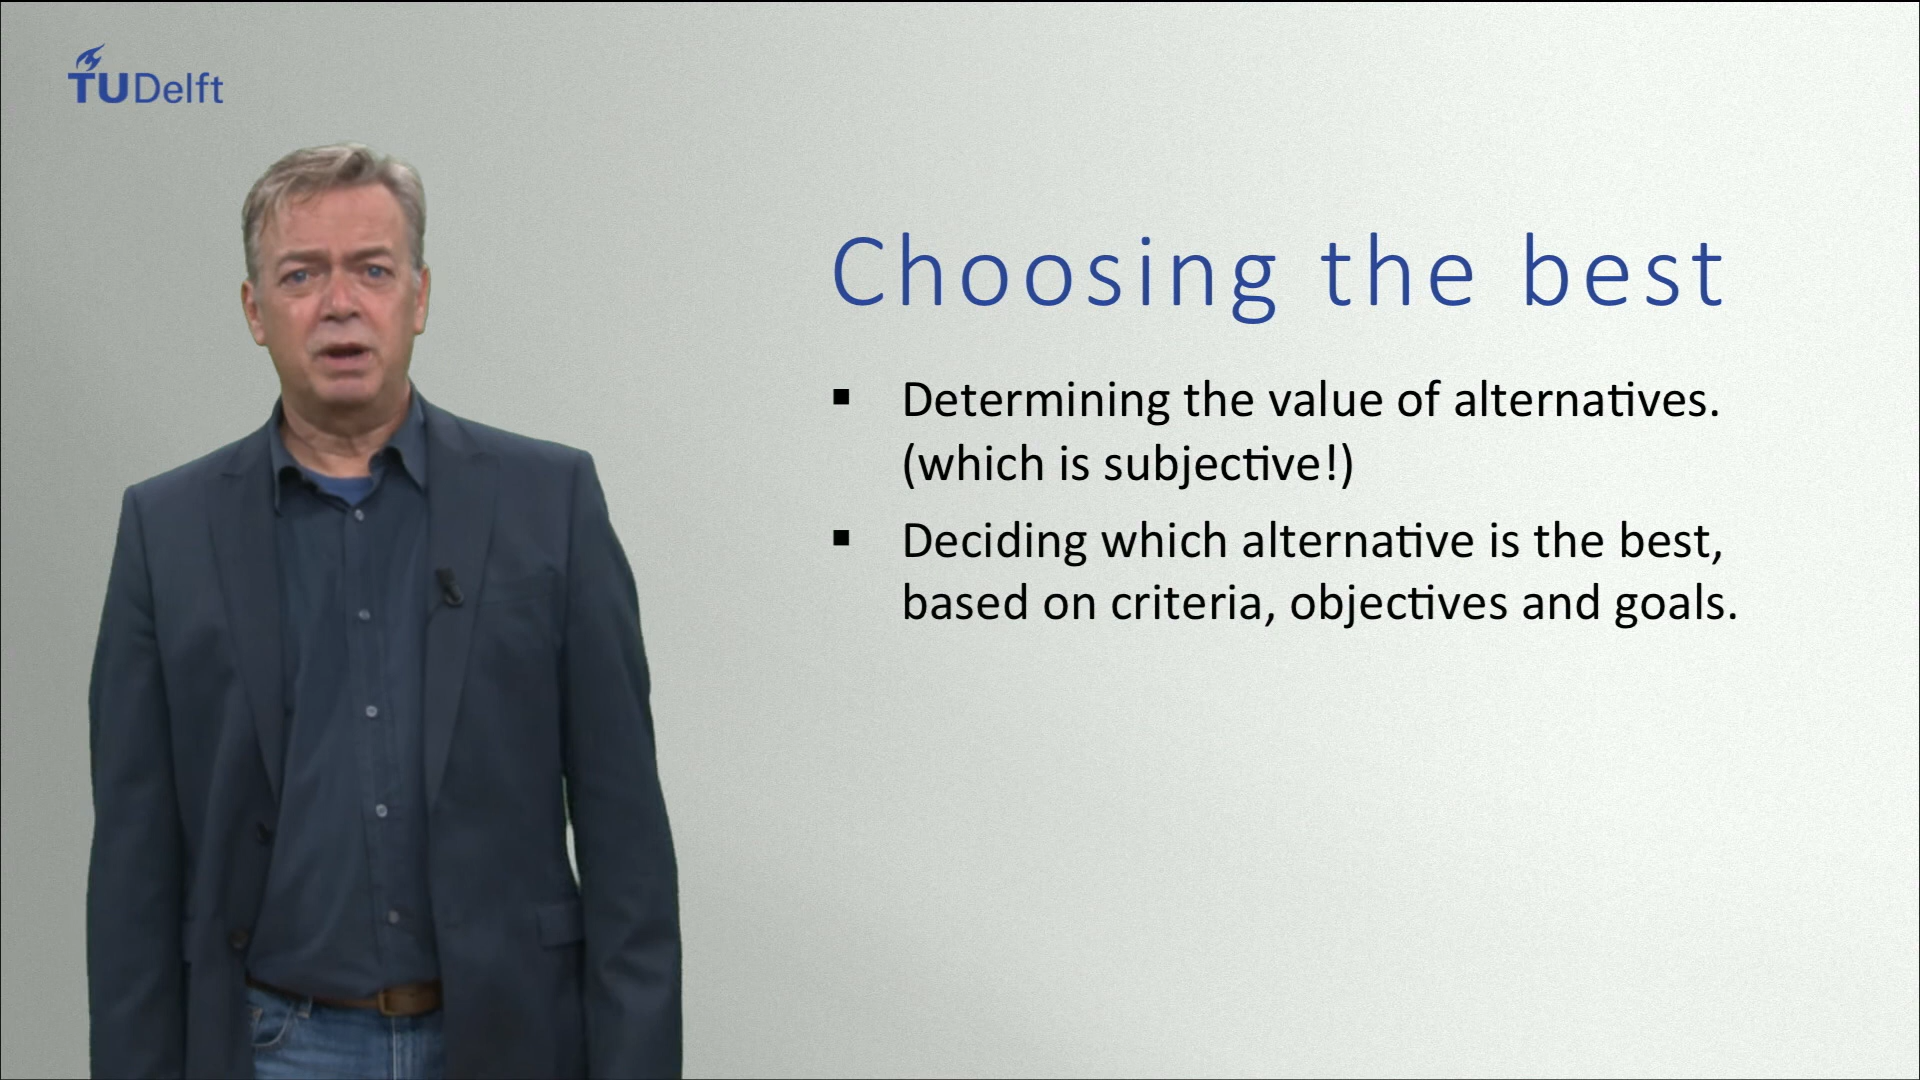 TUDelft
Choosing the best
▪ Determining the value of alternatives.
(which is subjective!)
▪ Deciding which alternative is the best,
based on criteria, objectives and goals.